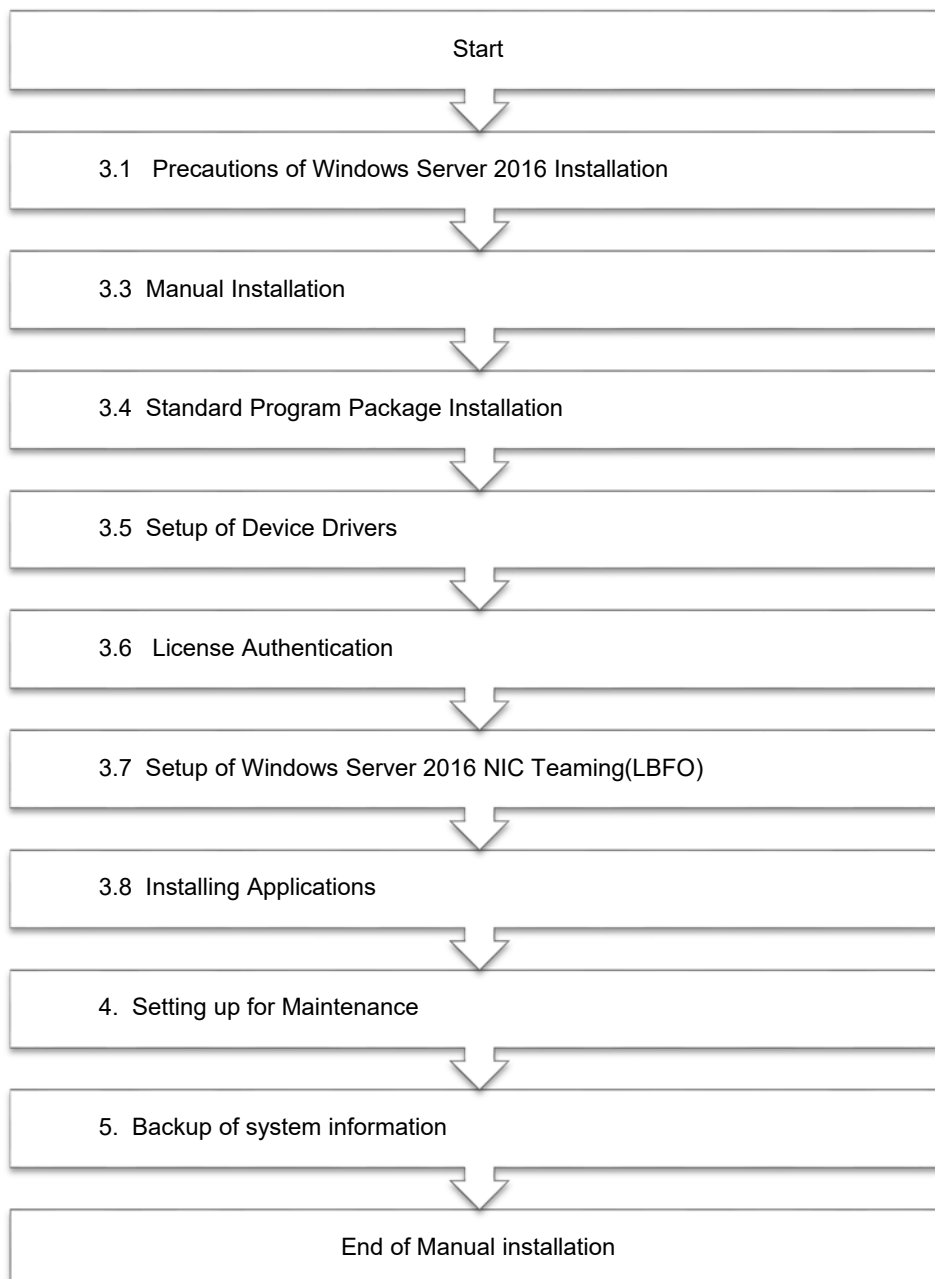 Start
3.1 Precautions of Windows Server 2016 Installation
3.3 Manual Installation
3.4 Standard Program Package Installation
3.5 Setup of Device Drivers
3.6 License Authentication
3.7 Setup of Windows Server 2016 NIC Teaming(LBFO)
3.8 Installing Applications
4. Setting up for Maintenance
5. Backup of system information
End of Manual installation